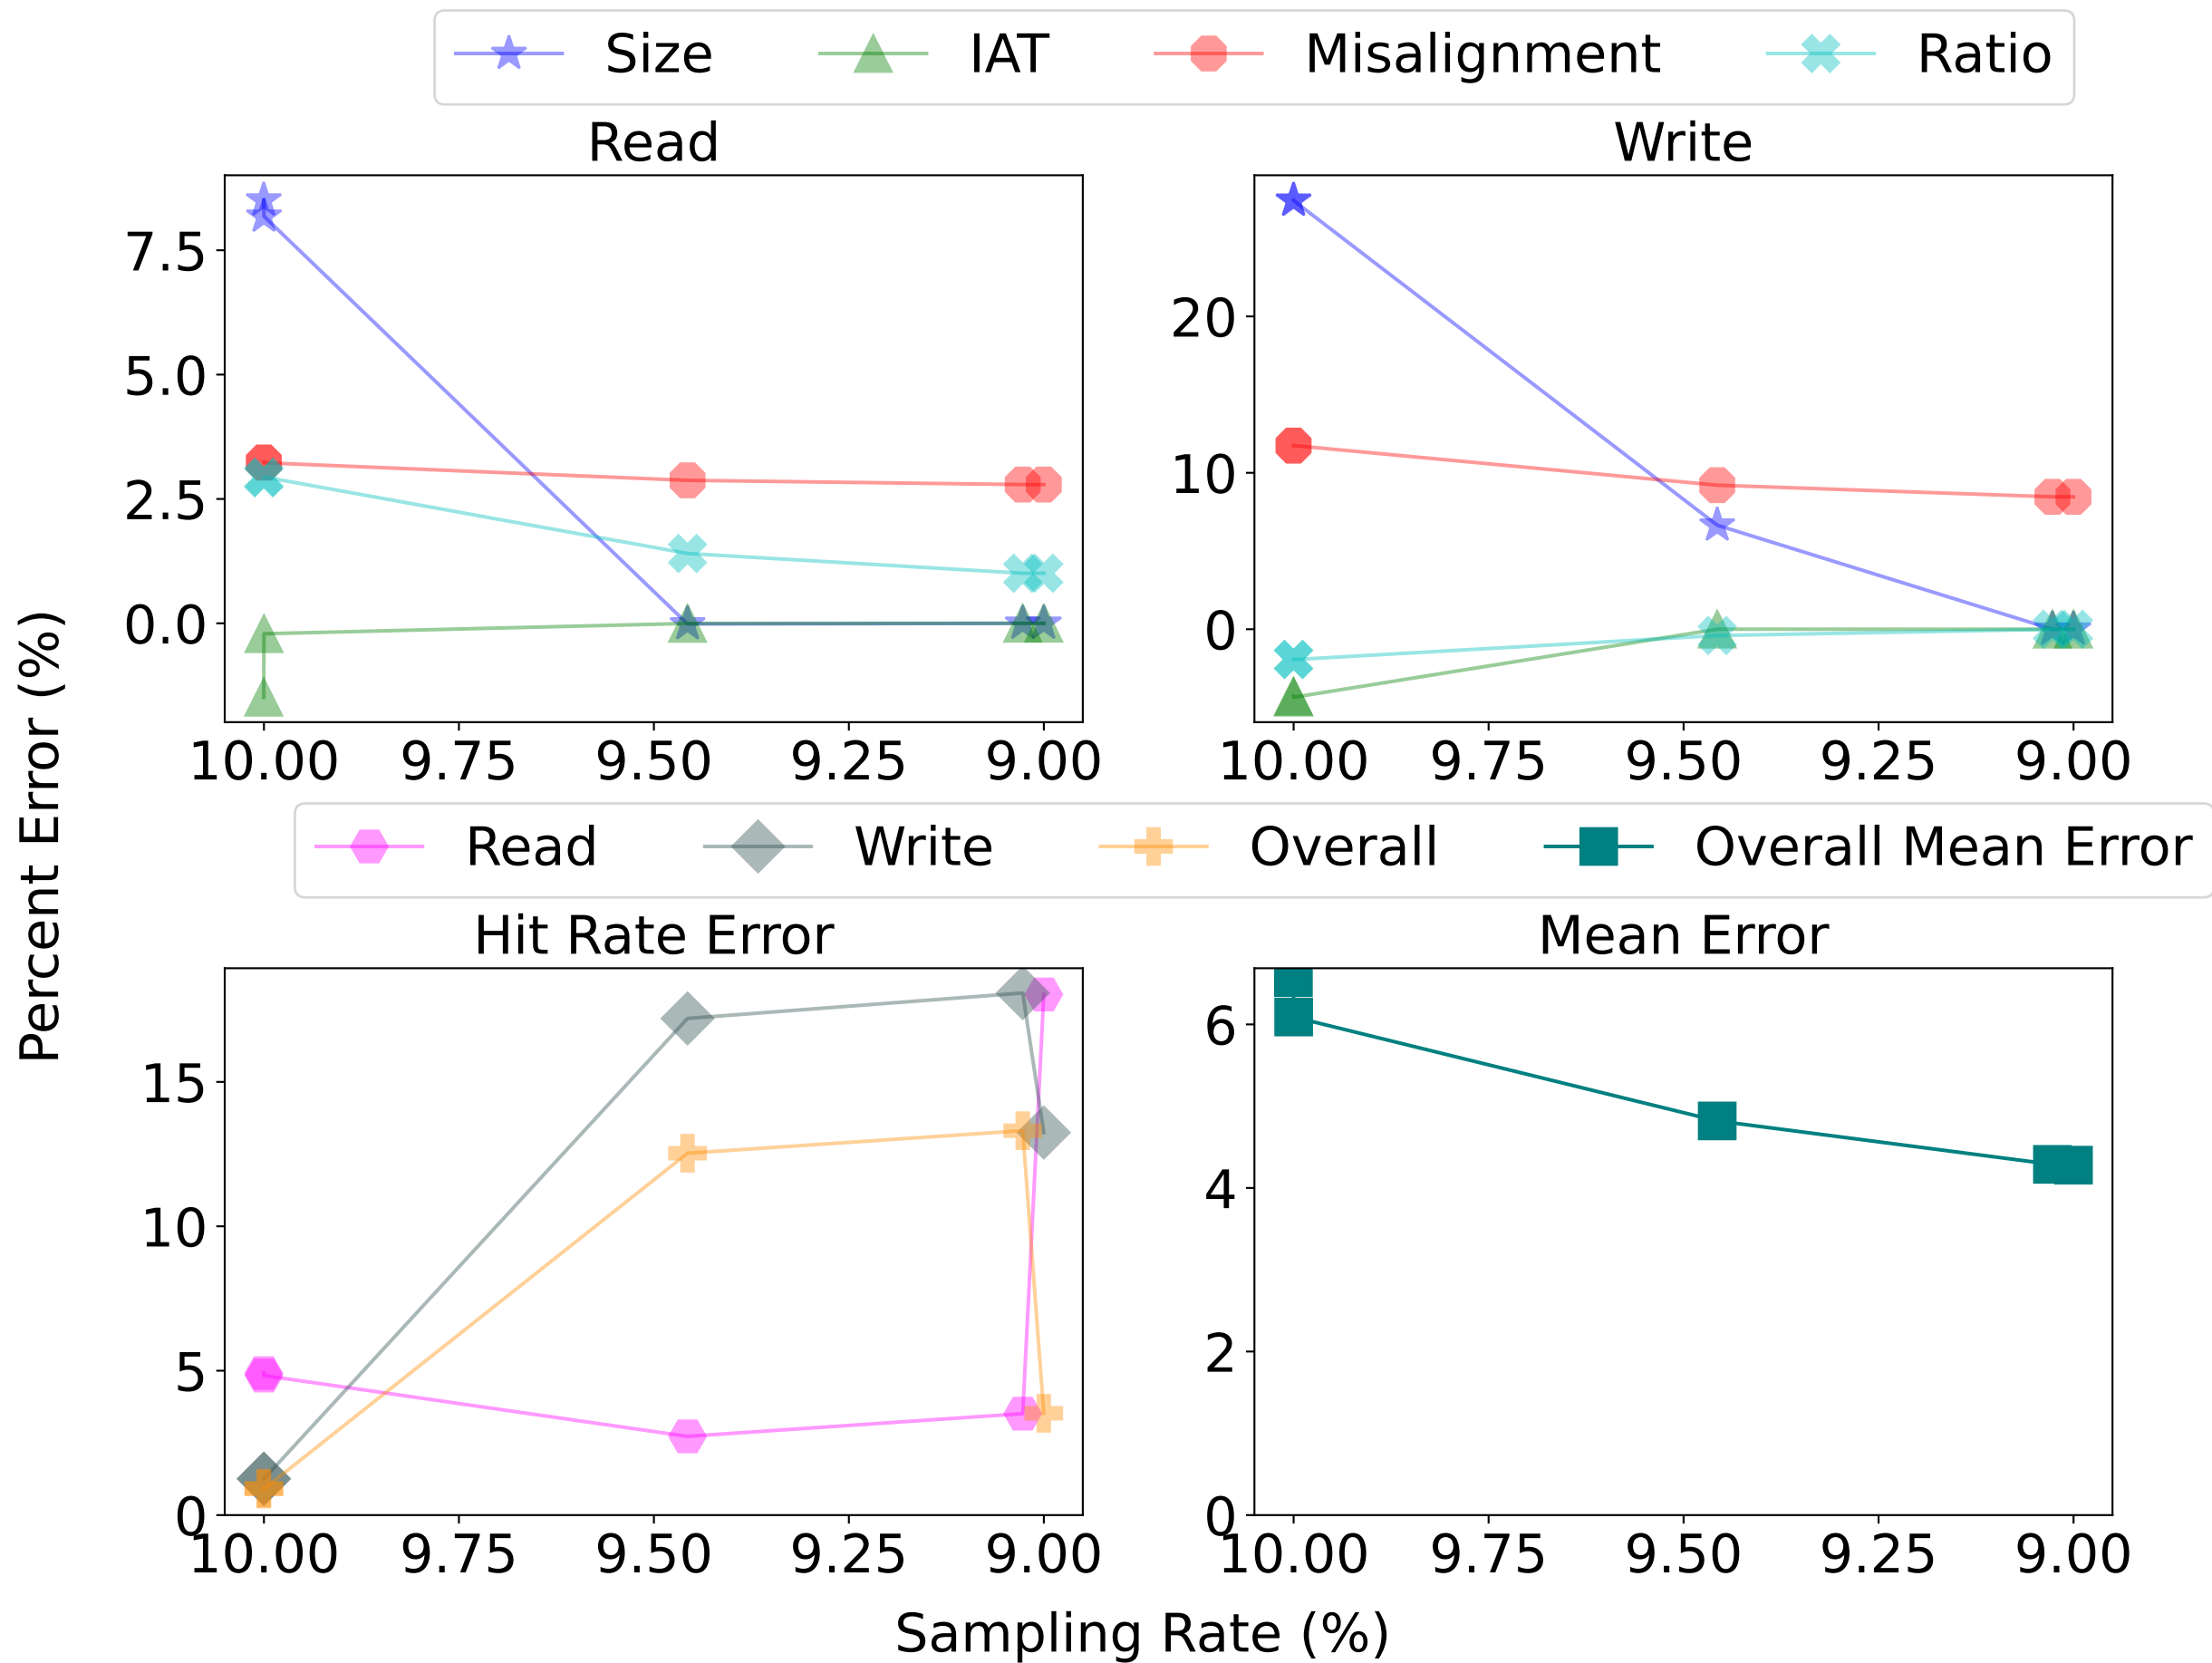 Size IAT Misalignment Ratio
Read Write
7.5
5.0
2.5
0.0
10.00 9.75 9.50 9.25 9.00
20
10
0
10.00 9.75 9.50 9.25 9.00
Percent Error (%)
Read Write Overall Overall Mean Error
Hit Rate Error Mean Error
15
10
5
0
10.00 9.75 9.50 9.25 9.00
6
4
2
0
10.00 9.75 9.50 9.25 9.00
Sampling Rate (%)